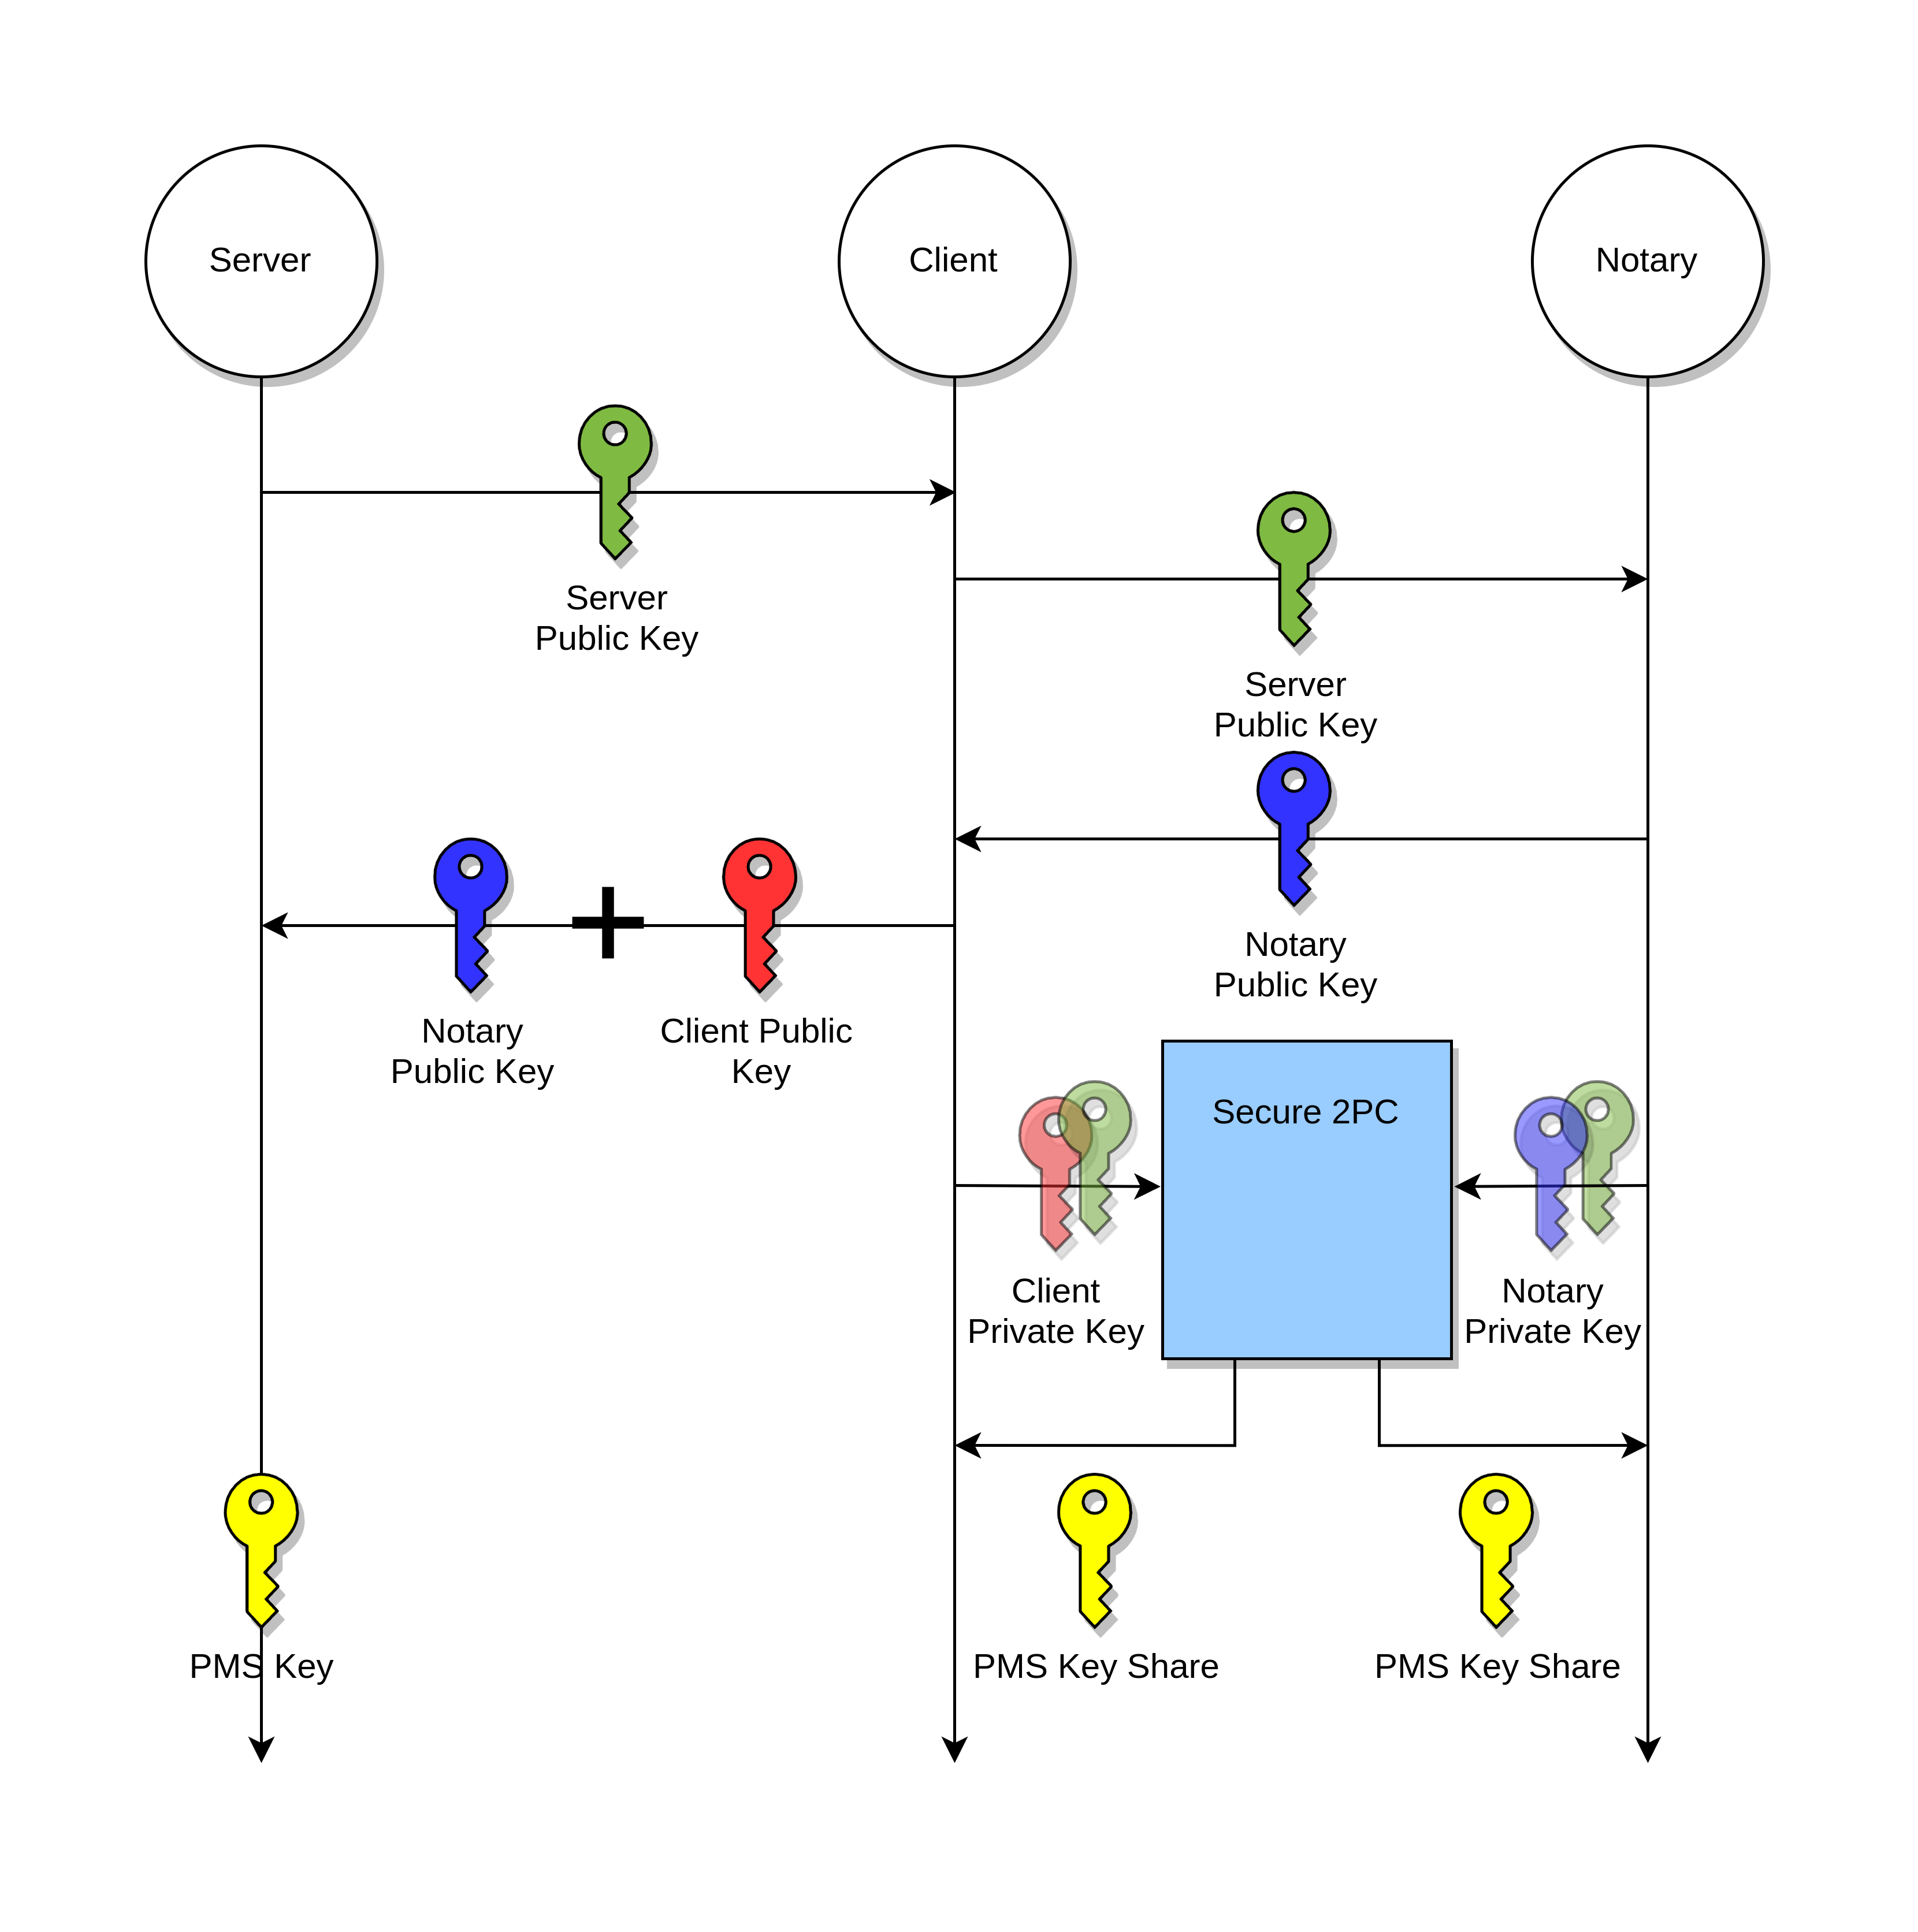 Server
Client
Notary
Server
Public Key
Server
Public Key
Notary
Public Key
Notary
Public Key
Client Public
Key
Secure 2PC
Client
Private Key
Notary
Private Key
PMS Key
PMS Key Share
PMS Key Share